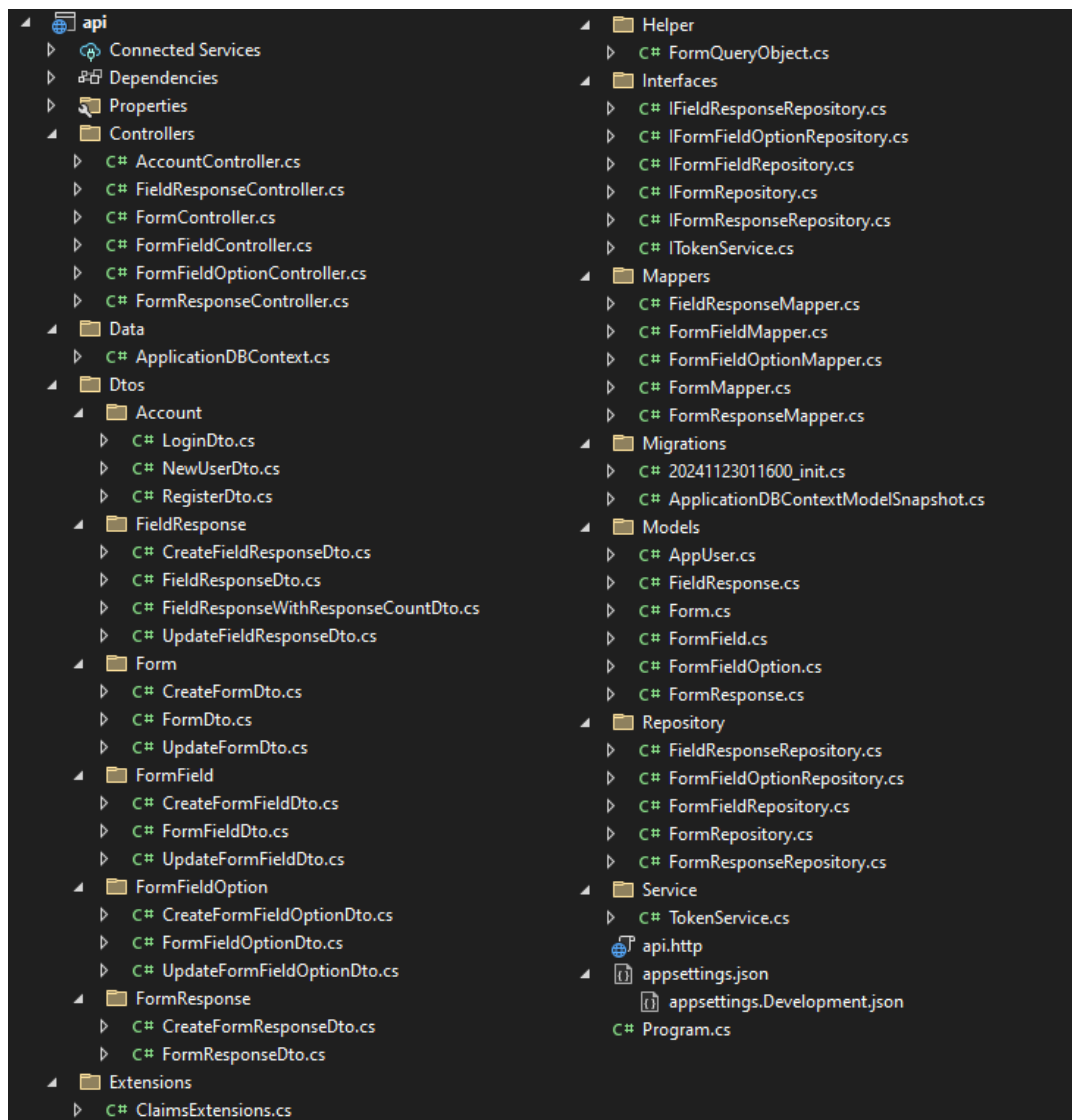 api
Connected Services
Dependencies
Properties
Controllers
C# AccountController.cs
C# FieldResponseController.cs
C# FormController.cs
C# FormFieldController.cs
C# FormFieldOptionController.cs
C# FormResponseController.cs
Data
C# ApplicationDBContext.cs
Dtos
Account
C# LoginDto.cs
C# NewUserDto.cs
C# RegisterDto.cs
FieldResponse
C# CreateFieldResponseDto.cs
C# FieldResponseDto.cs
C# FieldResponseWithResponseCountDto.cs
C# UpdateFieldResponseDto.cs
Form
C# CreateFormDto.cs
C# FormDto.cs
C# UpdateFormDto.cs
FormField
C# CreateFormFieldDto.cs
C# FormFieldDto.cs
C# UpdateFormFieldDto.cs
FormFieldOption
C# CreateFormFieldOptionDto.cs
C# FormFieldOptionDto.cs
C# UpdateFormFieldOptionDto.cs
FormResponse
C# CreateFormResponseDto.cs
C# FormResponseDto.cs
Extensions
C# ClaimsExtensions.cs
Helper
C# FormQueryObject.cs
Interfaces
C# IFieldResponseRepository.cs
C# IFormFieldOptionRepository.cs
C# IFormFieldRepository.cs
C# IFormRepository.cs
C# IFormResponseRepository.cs
C# ITokenService.cs
Mappers
C# FieldResponseMapper.cs
C# FormFieldMapper.cs
C# FormFieldOptionMapper.cs
C# FormMapper.cs
C# FormResponseMapper.cs
Migrations
C# 20241123011600_init.cs
C# ApplicationDBContextModelSnapshot.cs
Models
C# AppUser.cs
C# FieldResponse.cs
C# Form.cs
C# FormField.cs
C# FormFieldOption.cs
C# FormResponse.cs
Repository
C# FieldResponseRepository.cs
C# FormFieldOptionRepository.cs
C# FormFieldRepository.cs
C# FormRepository.cs
C# FormResponseRepository.cs
Service
C# TokenService.cs
api.http
appsettings.json
appsettings.Development.json
C# Program.cs